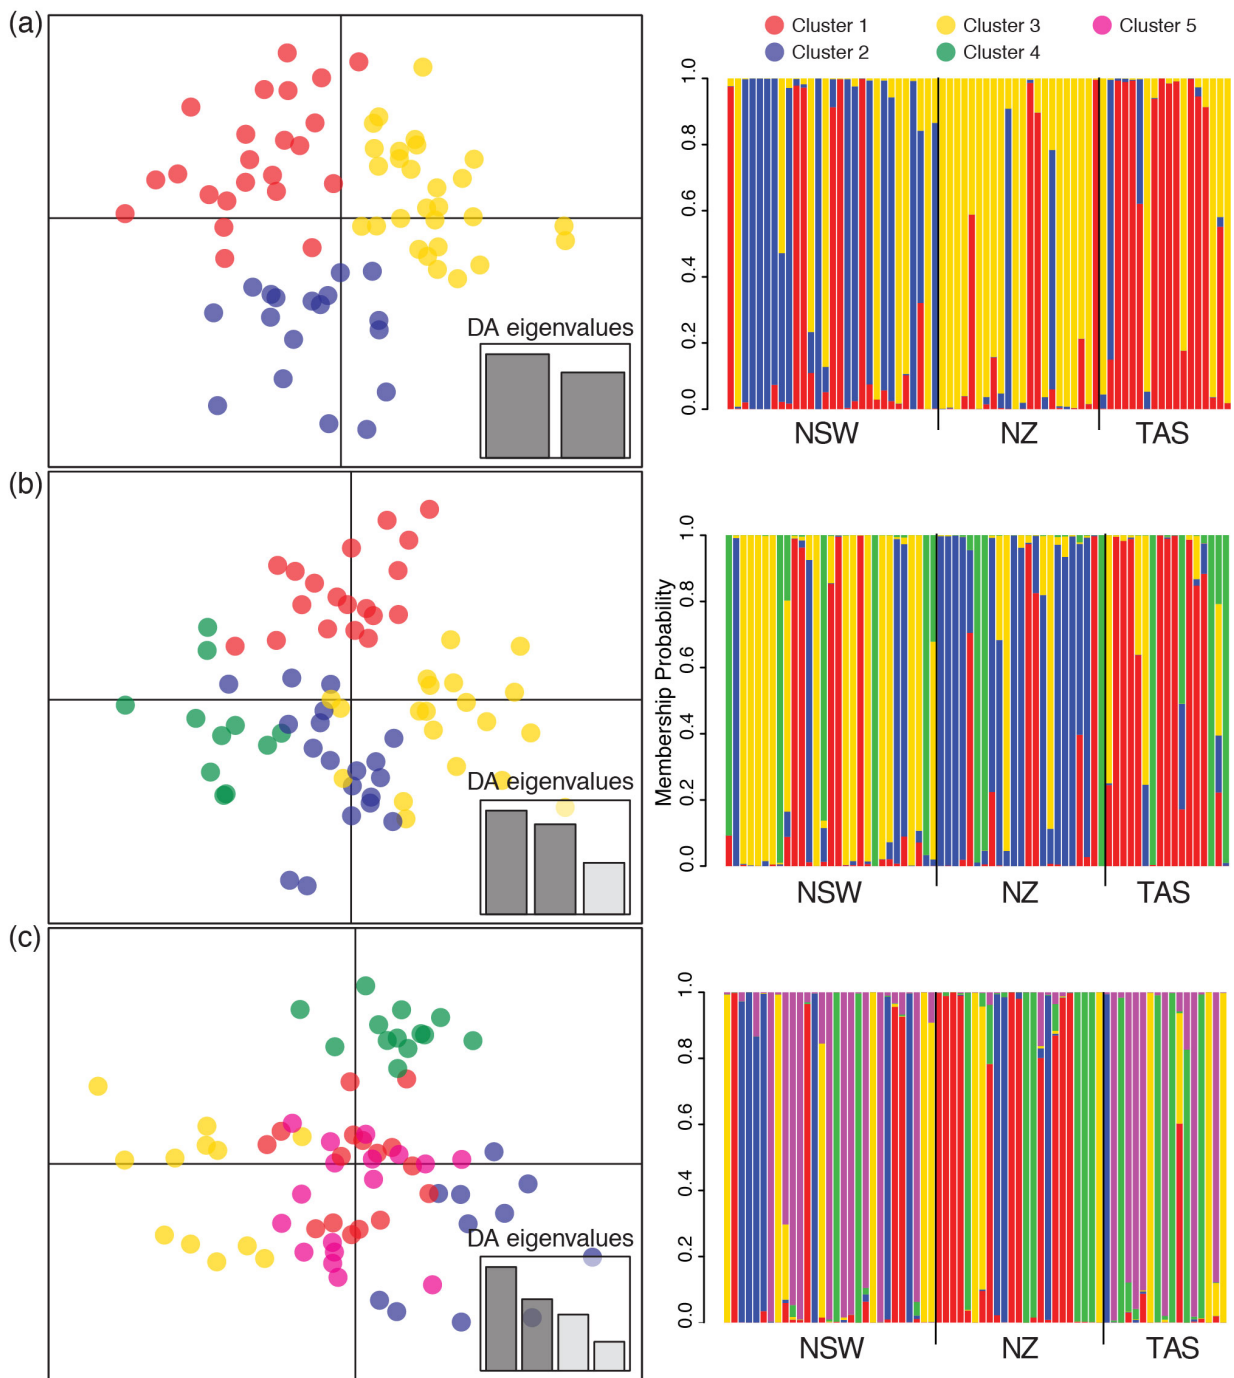 (a)
Cluster 1
Cluster 3
Cluster 5
Cluster 2
Cluster 4
DA eigenvalues
1.0
0.8
0.6
0.4
0.2
0.0
NSW
NZ
TAS
(b)
DA eigenvalues
Membership Probability
1.0
0.8
0.6
0.4
0.2
0.0
NSW
NZ
TAS
(c)
DA eigenvalues
1.0
0.8
0.6
0.4
0.2
0.0
NSW
NZ
TAS